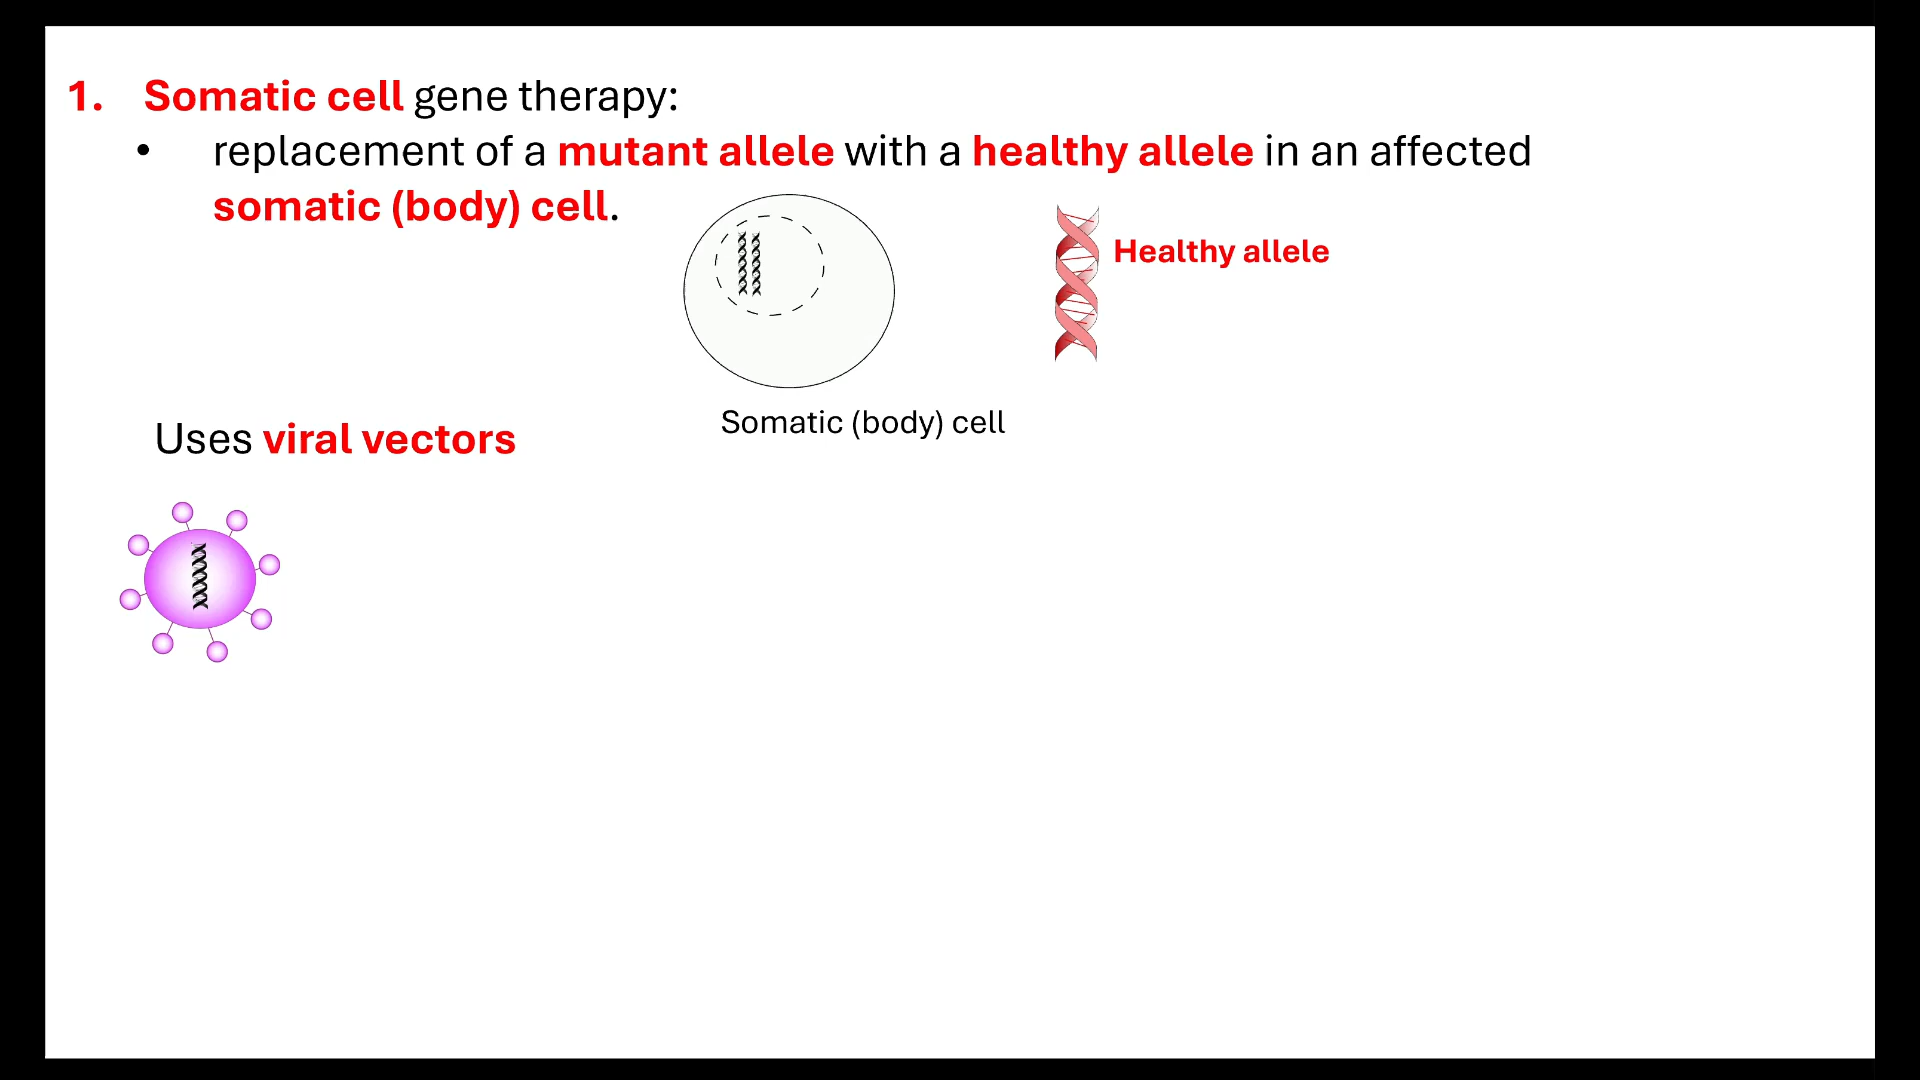 1. Somatic cell gene therapy:
• replacement of a mutant allele with a healthy allele in an affected
somatic (body) cell.
Healthy allele
Somatic (body) cell
Uses viral vectors